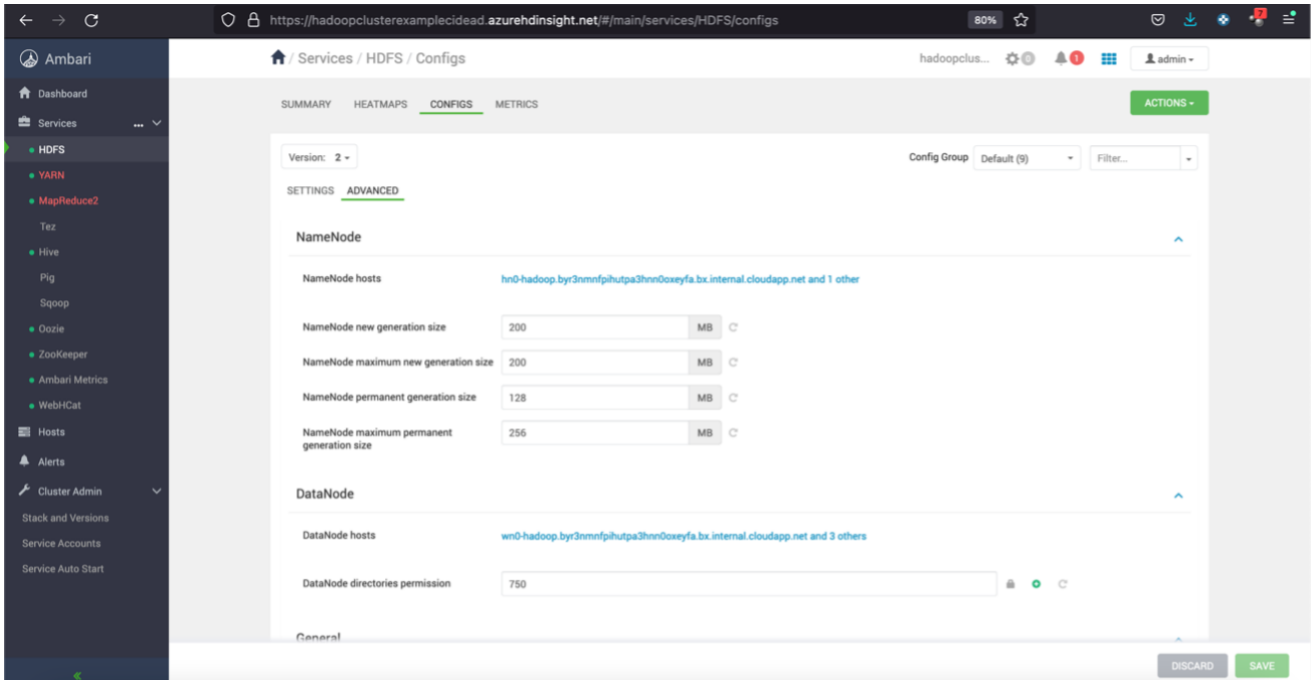 https://hadoopclusterexamplecidead.azurehdinsight.net/#/main/services/HDFS/configs
80%
7
Ambari
/ Services / HDFS / Configs
hadoopclus...
0
1
admin
Dashboard
Services
...
HDFS
YARN
MapReduce2
Tez
Hive
Pig
Sqoop
Oozie
ZooKeeper
Ambari Metrics
WebHCat
Hosts
Alerts
Cluster Admin
Stack and Versions
Service Accounts
Service Auto Start
SUMMARY HEATMAPS CONFIGS METRICS
ACTIONS
Version: 2
Config Group Default (9) Filter...
SETTINGS ADVANCED
NameNode
NameNode hosts hn0-hadoop.byr3nmnfpihutpa3hnn0oxeyfa.bx.internal.cloudapp.net and 1 other
NameNode new generation size 200 MB
NameNode maximum new generation size 200 MB
NameNode permanent generation size 128 MB
NameNode maximum permanent
generation size
256 MB
DataNode
DataNode hosts wn0-hadoop.byr3nmnfpihutpa3hnn0oxeyfa.bx.internal.cloudapp.net and 3 others
DataNode directories permission 750
General
DISCARD SAVE